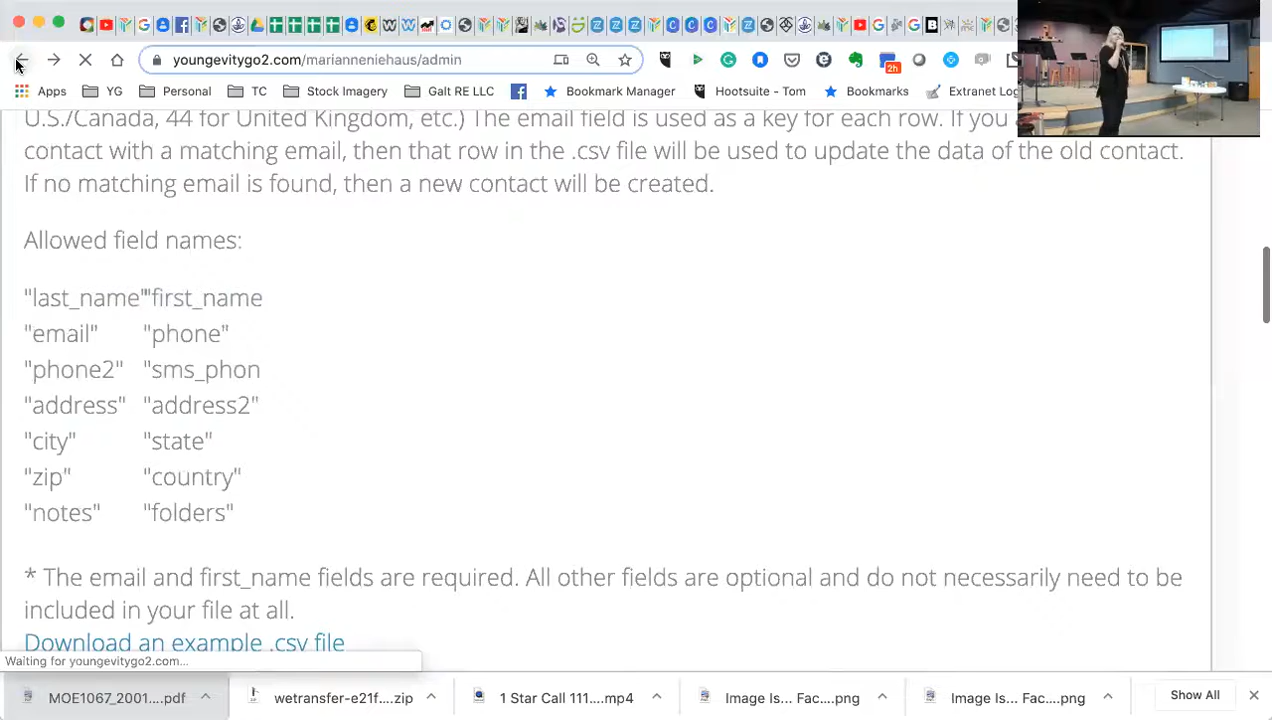 youngevitygo2.com/marianneniehaus/admin
2h
Apps YG Personal TC Stock Imagery Galt RE LLC Bookmark Manager Hootsuite - Tom Bookmarks Extranet Log
U.S./Canada, 44 for United Kingdom, etc.) The email field is used as a key for each row. If you a
contact with a matching email, then that row in the .csv file will be used to update the data of the old contact.
If no matching email is found, then a new contact will be created.
Allowed field names:
"last_name" "first_name
"email" "phone"
"phone2" "sms_phon
"address" "address2"
"city" "state"
"zip" "country"
"notes" "folders"
* The email and first_name fields are required. All other fields are optional and do not necessarily need to be
included in your file at all.
Download an example .csv file
Waiting for youngevitygo2.com...
MOE1067_2001....pdf wetransfer-e21f....zip 1 Star Call 111....mp4 Image Is... Fac....png Image Is... Fac....png Show All